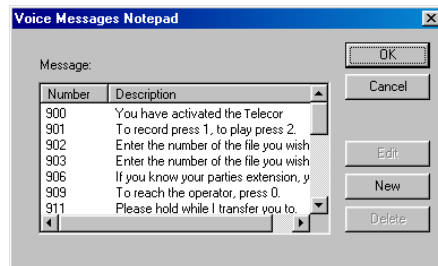 Voice Messages Notepad
Message:
Number Description
900 You have activated the Telecor
901 To record press 1, to play press 2.
902 Enter the number of the file you wish
903 Enter the number of the file you wish
906 If you know your parties extension, y
909 To reach the operator, press 0.
911 Please hold while I transfer you to.
OK
Cancel
Edit
New
Delete